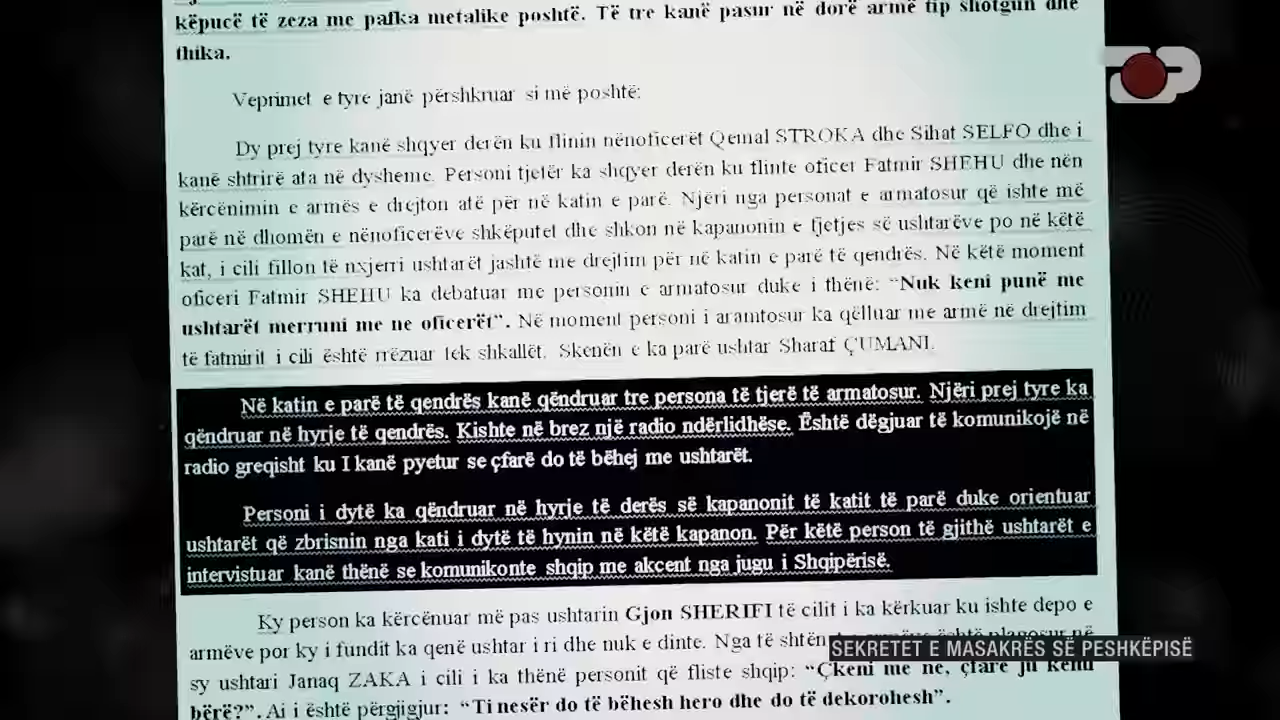 këpucë të zeza me pafka metalike poshtë. Të tre kanë pasur në dorë armë tip shotgun dhe
thika.
TOP
Veprimet e tyre janë përshkruar si më poshtë:
Dy prej tyre kanë shqyer derën ku flinin nënoficerët Qemal STROKA dhe Sihat SELFO dhe i
kanë shtrirë ata në dysheme. Personi tjetër ka shqyer derën ku flinte oficer Fatmir SHEHU dhe nën
kërcënimin e armës e drejton atë për në katin e parë. Njëri nga personat e armatosur që ishte më
parë në dhomën e nënoficerëve shkëputet dhe shkon në kapanonin e fjetjes së ushtarëve po në këtë
kat, i cili fillon të nxjerri ushtarët jashtë me drejtim për në katin e parë të qendrës. Në këtë moment
oficeri Fatmir SHEHU ka debatuar me personin e armatosur duke i thënë: “Nuk keni punë me
ushtarët merruni me ne oficerët”. Në moment personi i aramtosur ka qëlluar me armë në drejtim
të fatmirit i cili është rrëzuar tek shkallët. Skenën e ka parë ushtar Sharaf ÇUMANI.
Në katin e parë të qendrës kanë qëndruar tre persona të tjerë të armatosur. Njëri prej tyre ka
qëndruar në hyrje të qendrës. Kishte në brez një radio ndërlidhëse. Është dëgjuar të komunikojë në
radio greqisht ku I kanë pyetur se çfarë do të bëhej me ushtarët.
Personi i dytë ka qëndruar në hyrje të derës së kapanonit të katit të parë duke orientuar
ushtarët që zbrisnin nga kati i dytë të hynin në këtë kapanon. Për këtë person të gjithë ushtarët e
intervistuar kanë thënë se komunikonte shqip me akcent nga jugu i Shqipërisë.
Ky person ka kërcënuar më pas ushtarin Gjon SHERIFI të cilit i ka kërkuar ku ishte depo e
armëve por ky i fundit ka qenë ushtar i ri dhe nuk e dinte. Nga të
SEKRETET E MASAKRËS SË PESHKËPISË
sy ushtari Janaq ZAKA i cili i ka thënë personit që fliste shqip: “Çkeni me ne, çfarë ju kemi
bërë?”. Ai i është përgjigjur: “Ti nesër do të bëhesh hero dhe do të dekorohesh”.